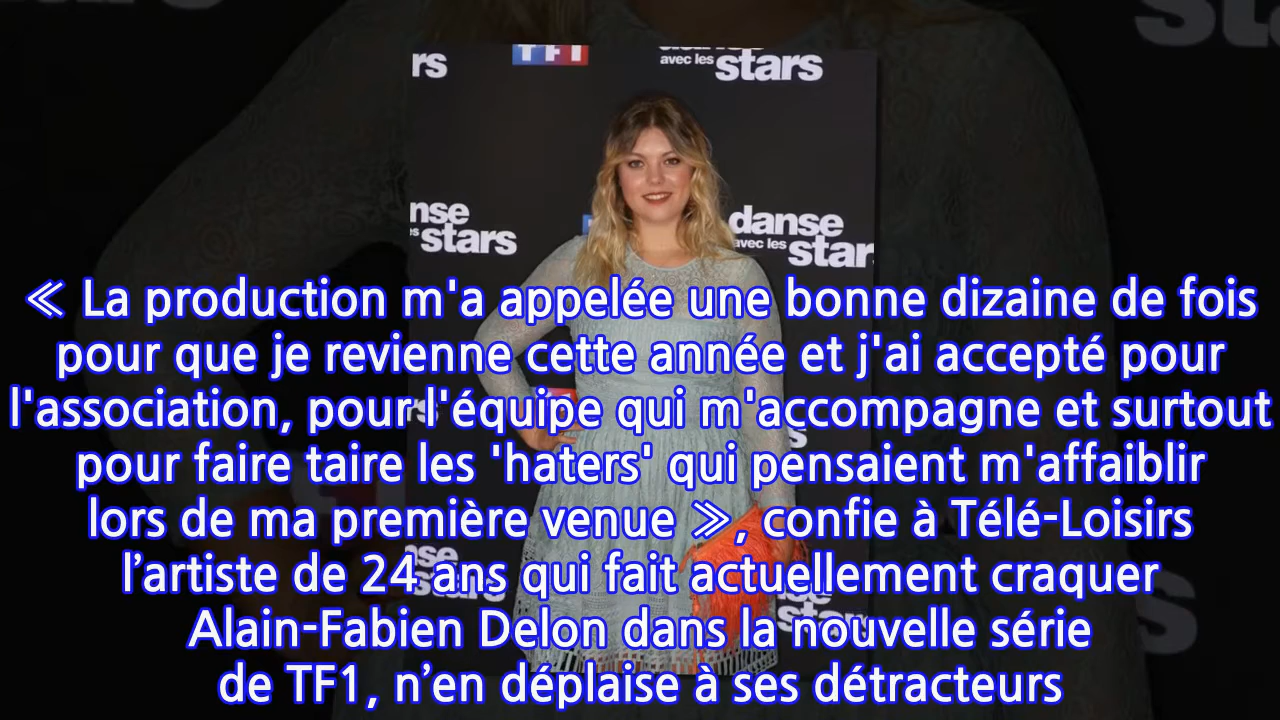 stars
rs
TF1
danse
avec les
stars
nse
stars
danse
avec les
star
« La production m'a appelée une bonne dizaine de fois
pour que je revienne cette année et j'ai accepté pour
l'association, pour l'équipe qui m'accompagne et surtout
pour faire taire les 'haters' qui pensaient m'affaiblir
lors de ma première venue », confie à Télé-Loisirs
l’artiste de 24 ans qui fait actuellement craquer
Alain-Fabien Delon dans la nouvelle série
de TF1, n’en déplaise à ses détracteurs